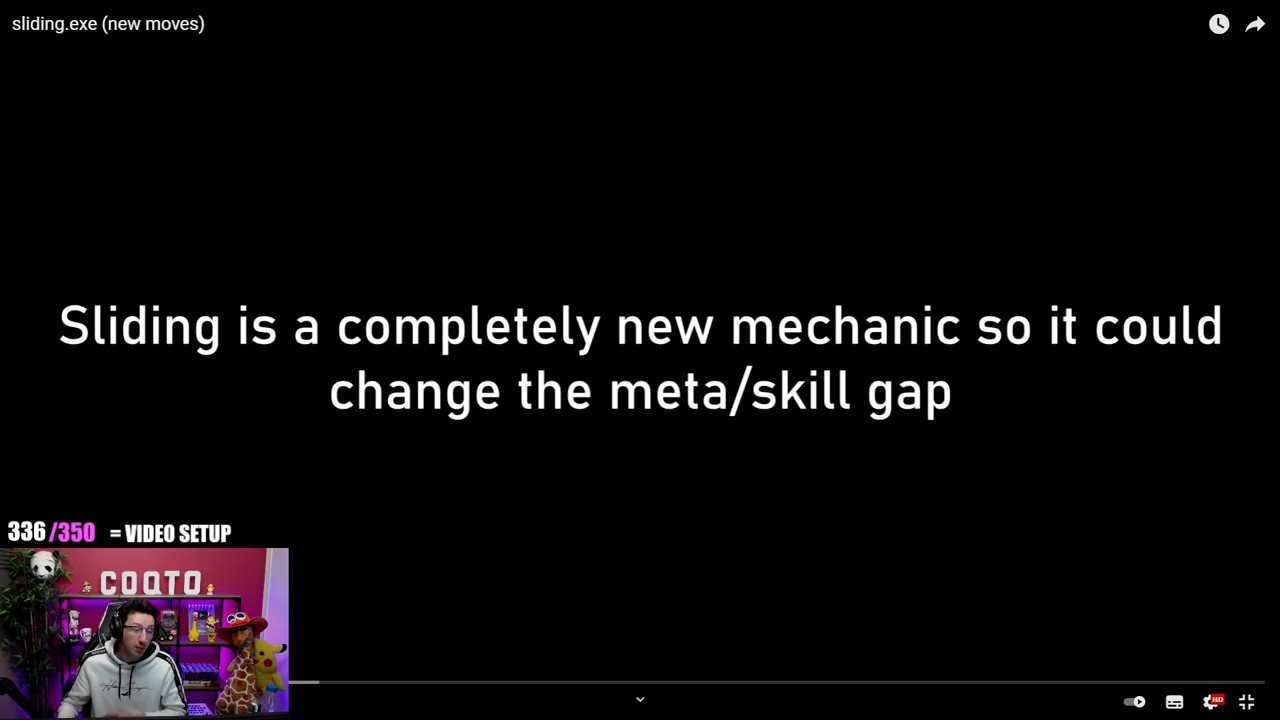 sliding.exe (new moves)
Sliding is a completely new mechanic so it could
change the meta/skill gap
336/350 = VIDEO SETUP
COQTO
HD